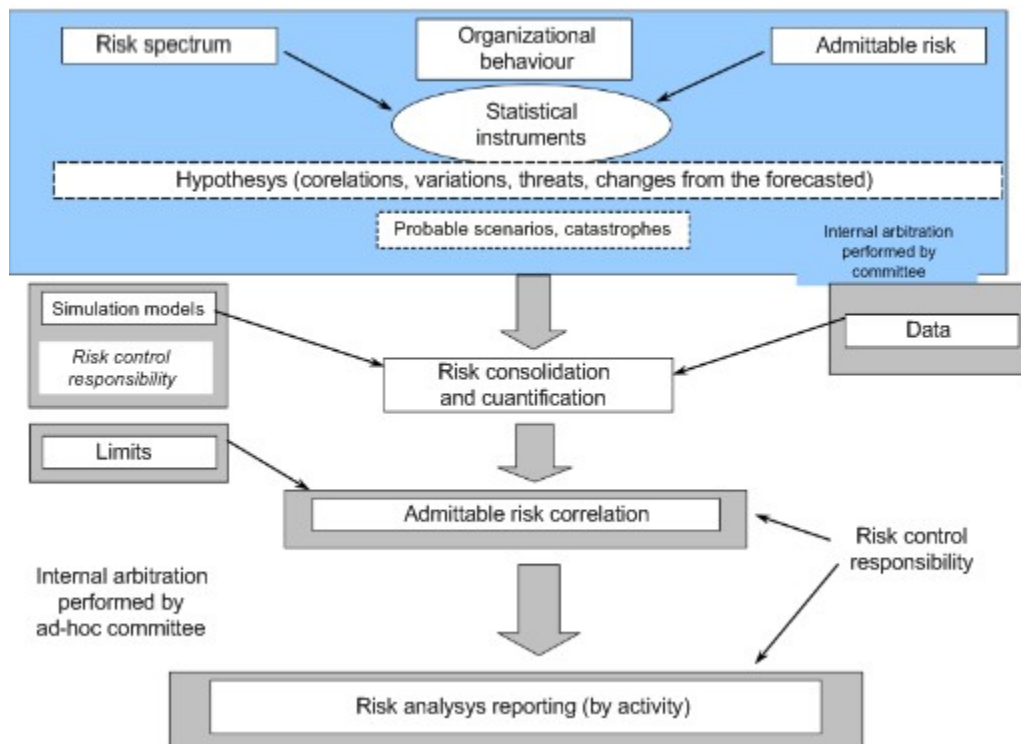 Risk spectrum
Organizational
behaviour
Admittable risk
Statistical
instruments
Hypothesys (corelations, variations, threats, changes from the forecasted)
Probable scenarios, catastrophes
Internal arbitration
performed by
committee
Simulation models
Risk control
responsibility
Data
Risk consolidation
and cuantification
Limits
Admittable risk correlation
Risk control
responsibility
Internal arbitration
performed by
ad-hoc committee
Risk analysys reporting (by activity)